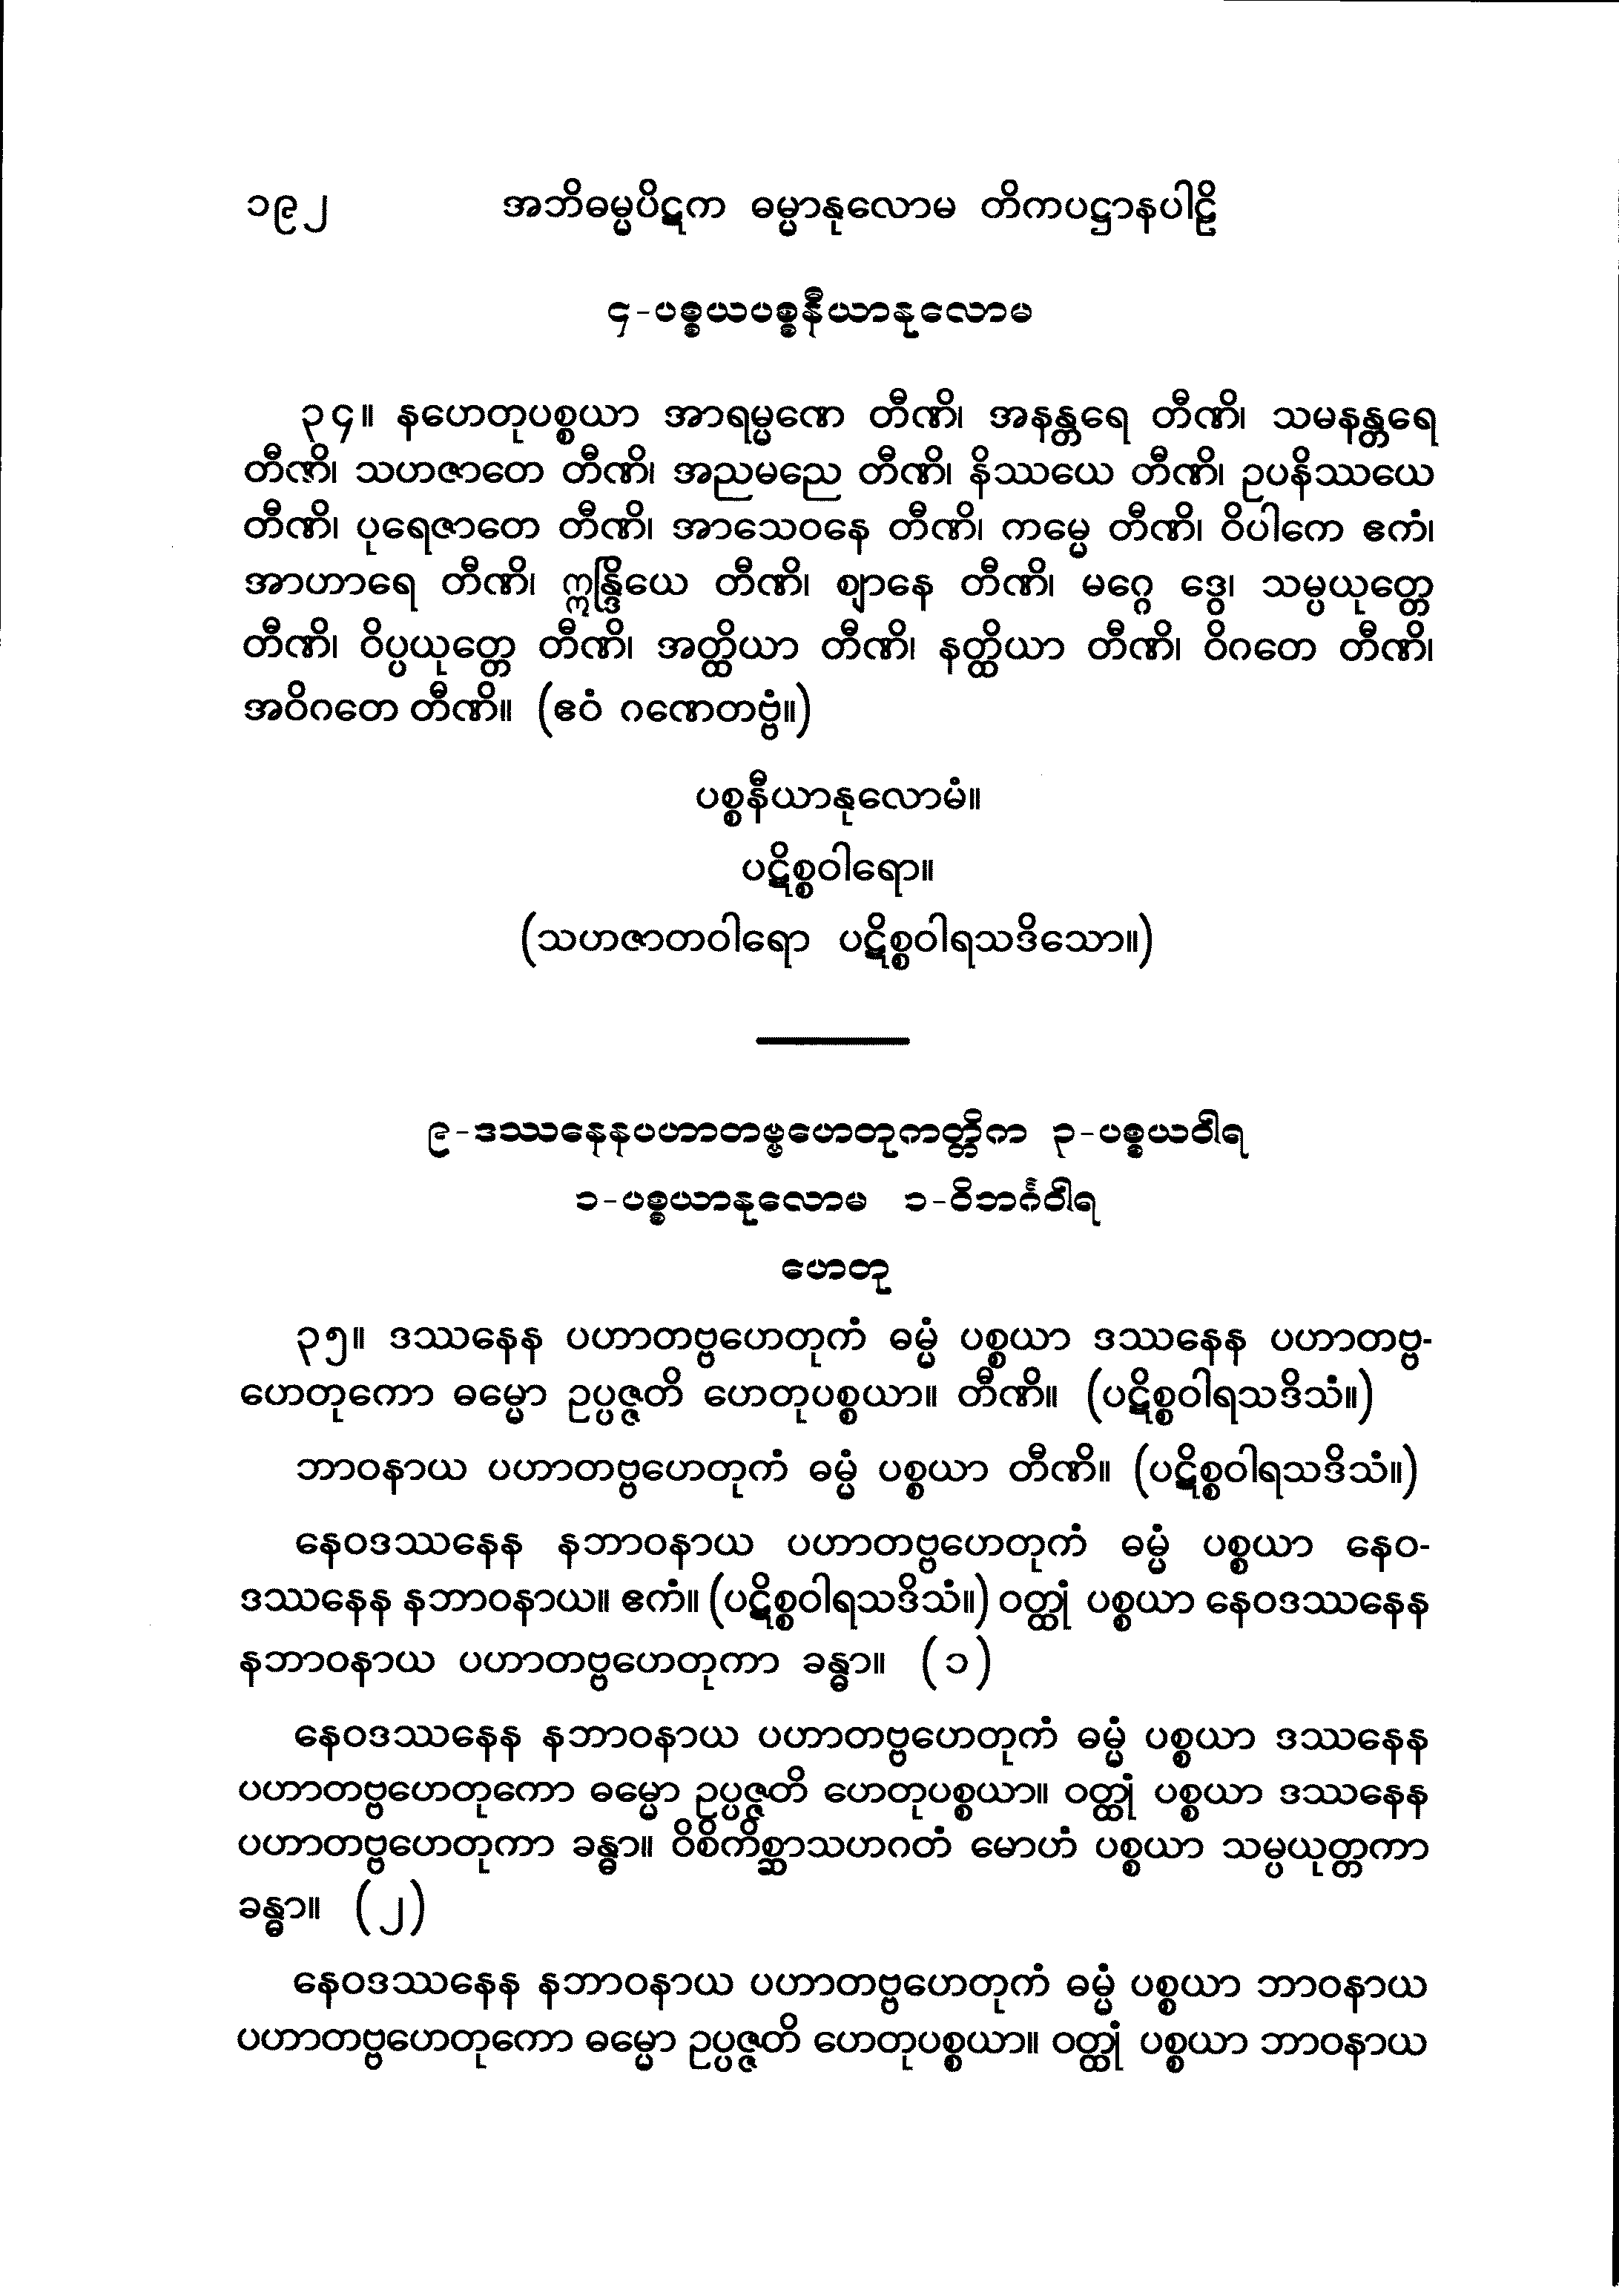 ၁၉၂ အဘိဓမ္မပိဋက ဓမ္မာနုလောမ တိကပဋ္ဌာနပါဠိ
၄-ပစ္စယပစ္စနီယာနုလောမ
၃၄။ နဟေတုပစ္စယာ အာရမ္မဏေ တီဏိ၊ အနန္တရေ တီဏိ၊ သမနန္တရေ
တီဏိ၊ သဟဇာတေ တီဏိ၊ အညမညေ တီဏိ၊ နိဿယေ တီဏိ၊ ဥပနိဿယေ
တီဏိ၊ ပုရေဇာတေ တီဏိ၊ အာသေဝနေ တီဏိ၊ ကမ္မေ တီဏိ၊ ဝိပါကေ ဧကံ၊
အာဟာရေ တီဏိ၊ ဣန္ဒြိယေ တီဏိ၊ ဈာနေ တီဏိ၊ မဂ္ဂေ ဒွေ၊ သမ္ပယုတ္တေ
တီဏိ၊ ဝိပ္ပယုတ္တေ တီဏိ၊ အတ္ထိယာ တီဏိ၊ နတ္ထိယာ တီဏိ၊ ဝိဂတေ တီဏိ၊
အဝိဂတေ တီဏိ။ (ဧဝံ ဂဏေတဗ္ဗံ။)
ပစ္စနီယာနုလောမံ။
ပဋိစ္စဝါရော။
(သဟဇာတဝါရော ပဋိစ္စဝါရသဒိသော။)
၉-ဒဿနေနပဟာတဗ္ဗဟေတုကတ္တိက ၃-ပစ္စယဝါရ
၁-ပစ္စယာနုလောမ ၁-ဝိဘင်္ဂဝါရ
ဟေတု
၃၅။ ဒဿနေန ပဟာတဗ္ဗဟေတုကံ ဓမ္မံ ပစ္စယာ ဒဿနေန ပဟာတဗ္ဗ-
ဟေတုကော ဓမ္မော ဥပ္ပဇ္ဇတိ ဟေတုပစ္စယာ။ တီဏိ။ (ပဋိစ္စဝါရသဒိသံ။)
ဘာဝနာယ ပဟာတဗ္ဗဟေတုကံ ဓမ္မံ ပစ္စယာ တီဏိ။ (ပဋိစ္စဝါရသဒိသံ။)
နေဝဒဿနေန နဘာဝနာယ ပဟာတဗ္ဗဟေတုကံ ဓမ္မံ ပစ္စယာ နေဝ-
ဒဿနေန နဘာဝနာယ။ ဧကံ။ (ပဋိစ္စဝါရသဒိသံ။) ဝတ္ထုံ ပစ္စယာ နေဝဒဿနေန
နဘာဝနာယ ပဟာတဗ္ဗဟေတုကာ ခန္ဓာ။ (၁)
နေဝဒဿနေန နဘာဝနာယ ပဟာတဗ္ဗဟေတုကံ ဓမ္မံ ပစ္စယာ ဒဿနေန
ပဟာတဗ္ဗဟေတုကော ဓမ္မော ဥပ္ပဇ္ဇတိ ဟေတုပစ္စယာ။ ဝတ္ထုံ ပစ္စယာ ဒဿနေန
ပဟာတဗ္ဗဟေတုကာ ခန္ဓာ။ ဝိစိကိစ္ဆာသဟဂတံ မောဟံ ပစ္စယာ သမ္ပယုတ္တကာ
ခန္ဓာ။ (၂)
နေဝဒဿနေန နဘာဝနာယ ပဟာတဗ္ဗဟေတုကံ ဓမ္မံ ပစ္စယာ ဘာဝနာယ
ပဟာတဗ္ဗဟေတုကော ဓမ္မော ဥပ္ပဇ္ဇတိ ဟေတုပစ္စယာ။ ဝတ္ထုံ ပစ္စယာ ဘာဝနာယ